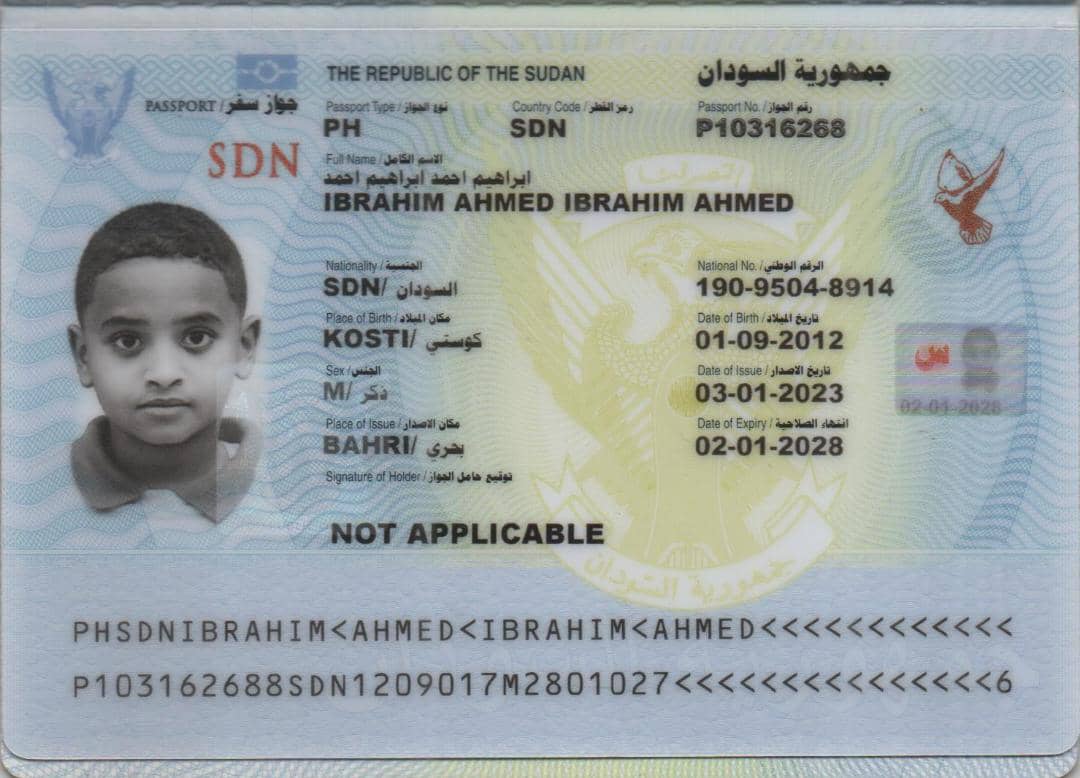 THE REPUBLIC OF THE SUDAN جمهورية السودان
PASSPORT / جواز سفر
Passport Type / نوع الجواز Country Code / رمز القطر Passport No. / رقم الجواز
PH SDN P10316268
SDN
Full Name / الاسم الكامل
ابراهيم احمد ابراهيم احمد
IBRAHIM AHMED IBRAHIM AHMED
Nationality / الجنسية National No. / الرقم الوطني
SDN/ السودان 190-9504-8914
Place of Birth / مكان الميلاد Date of Birth / تاريخ الميلاد
KOSTI/ كوستي 01-09-2012
Sex / الجنس Date of Issue / تاريخ الاصدار
M/ ذكر 03-01-2023
س
02-01-2028
Place of Issue / مكان الاصدار Date of Expiry / انتهاء الصلاحية
BAHRI/ بحري 02-01-2028
Signature of Holder / توقيع حامل الجواز
NOT APPLICABLE
النصر لنا
جمهورية السودان
PHSDNIBRAHIM<AHMED<IBRAHIM<AHMED<<<<<<<<<<<<
P103162688SDN1209017M2801027<<<<<<<<<<<<<<<6